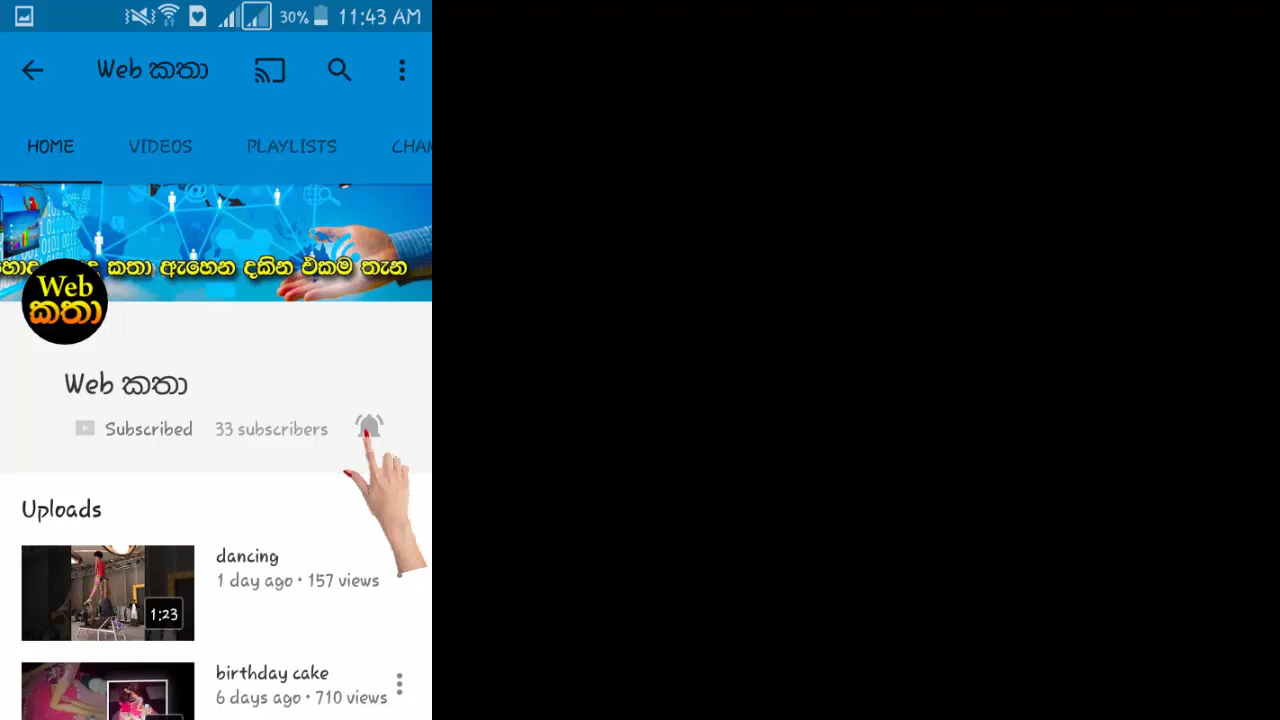 30% 11:43 AM
Web කතා
HOME VIDEOS PLAYLISTS CHAN
කතා ඇහෙන දකින එකම තැන
Web
කතා
Web කතා
Subscribed 33 subscribers
Uploads
dancing
1 day ago • 157 views
1:23
birthday cake
6 days ago • 710 views